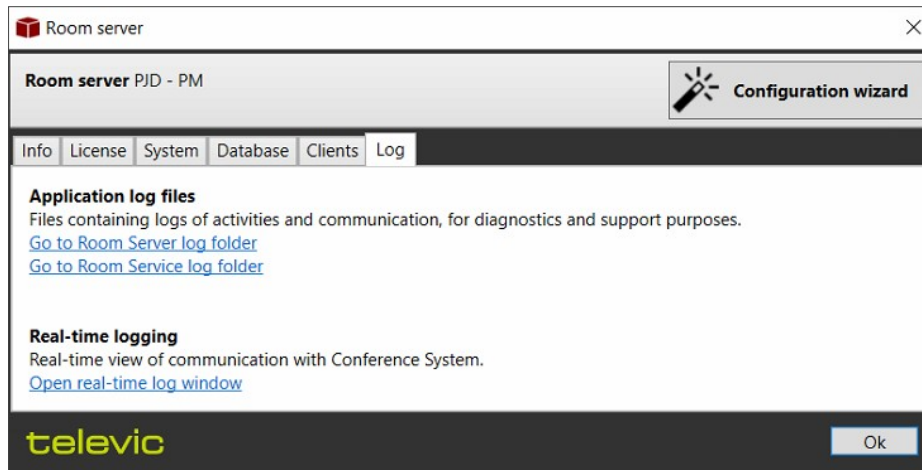 Room server
Room server PJD - PM
Configuration wizard
Info License System Database Clients Log
Application log files
Files containing logs of activities and communication, for diagnostics and support purposes.
Go to Room Server log folder
Go to Room Service log folder
Real-time logging
Real-time view of communication with Conference System.
Open real-time log window
televic
Ok